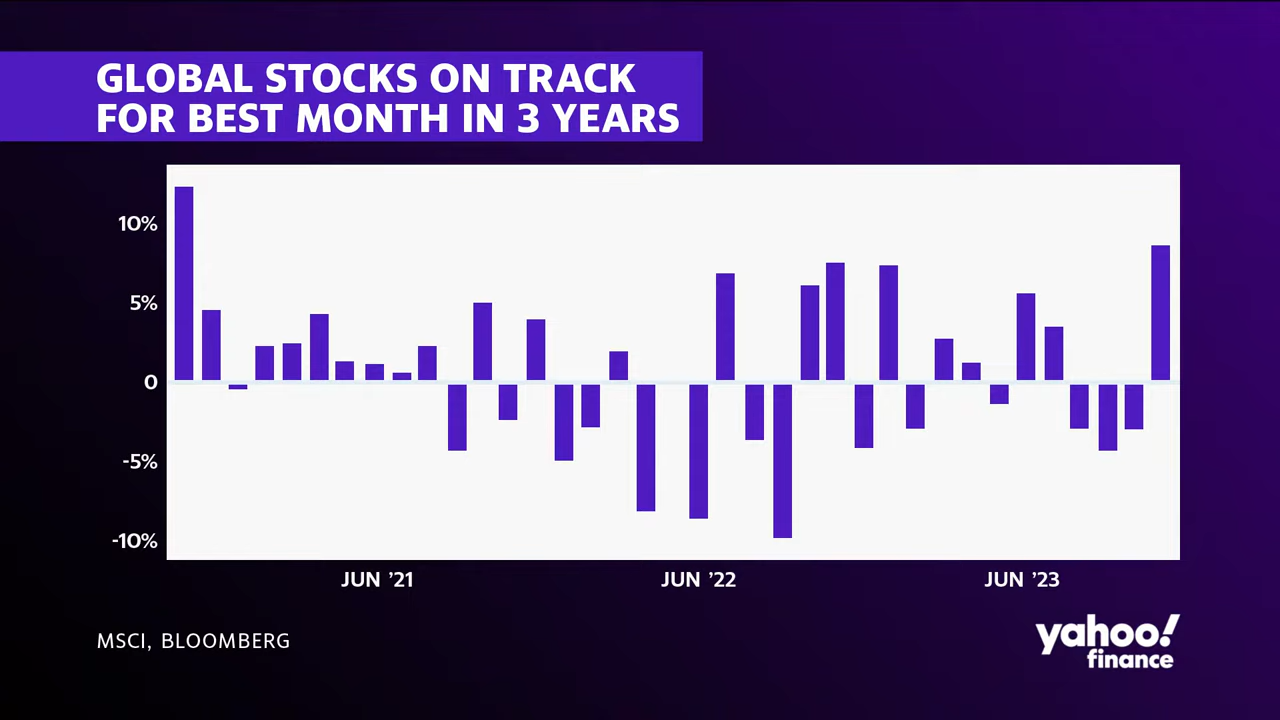 GLOBAL STOCKS ON TRACK
FOR BEST MONTH IN 3 YEARS
10%
5%
0
-5%
-10%
JUN ’21 JUN ’22 JUN ’23
MSCI, BLOOMBERG
yahoo!
finance